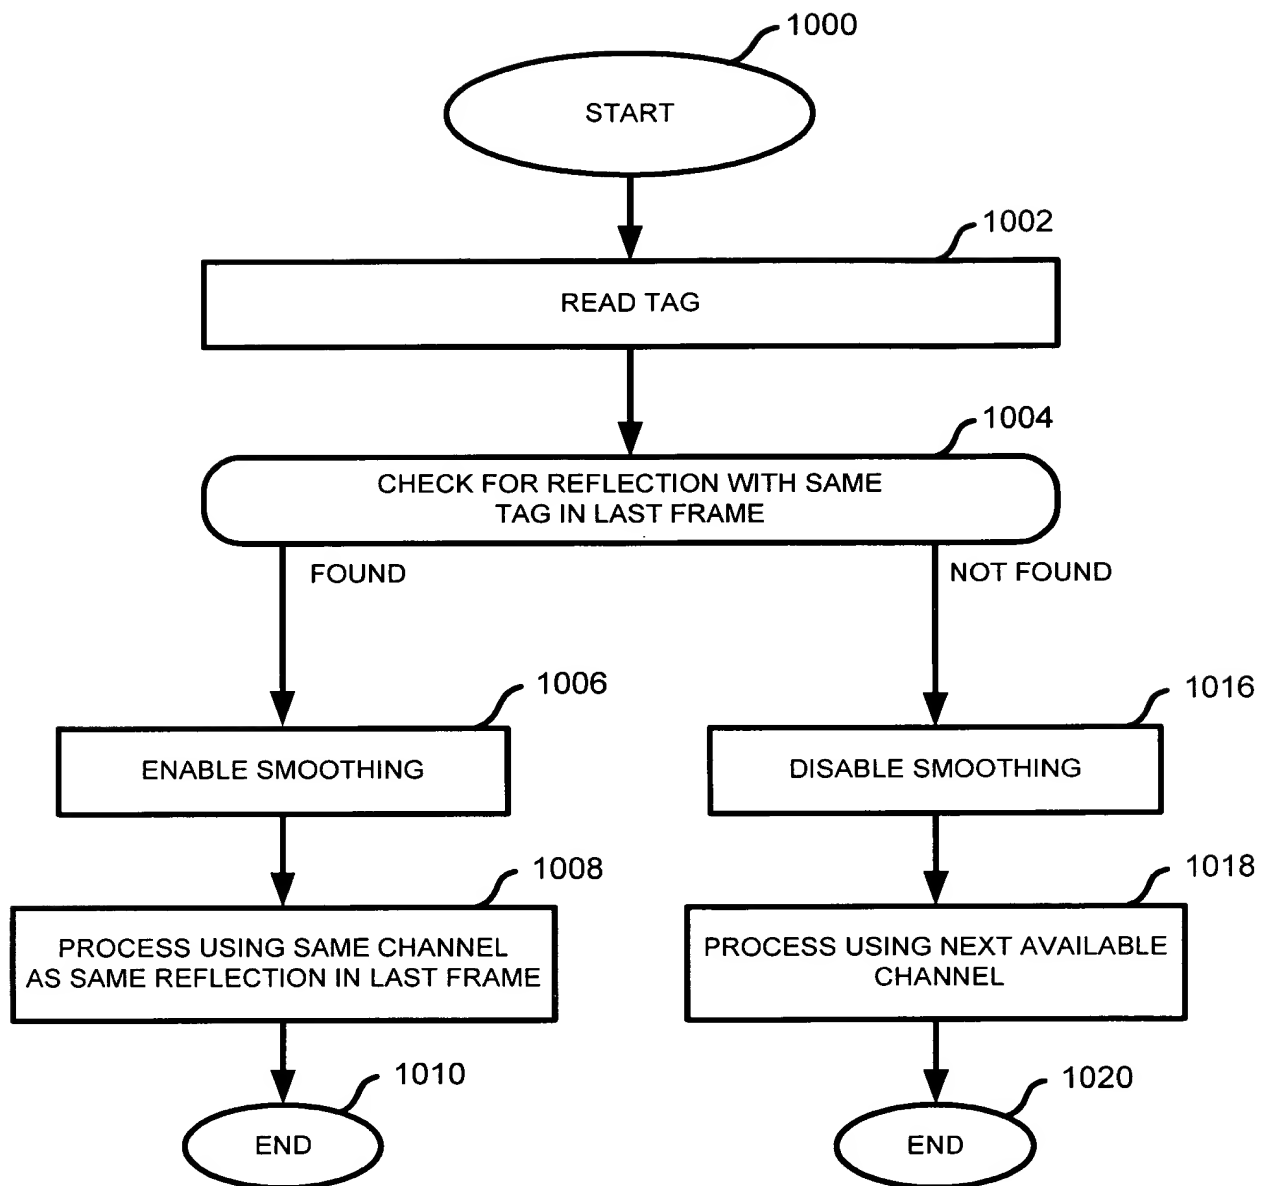 1000
START
1002
READ TAG
1004
CHECK FOR REFLECTION WITH SAME
TAG IN LAST FRAME
FOUND
NOT FOUND
1006
ENABLE SMOOTHING
1016
DISABLE SMOOTHING
1008
PROCESS USING SAME CHANNEL
AS SAME REFLECTION IN LAST FRAME
1018
PROCESS USING NEXT AVAILABLE
CHANNEL
1010
END
1020
END